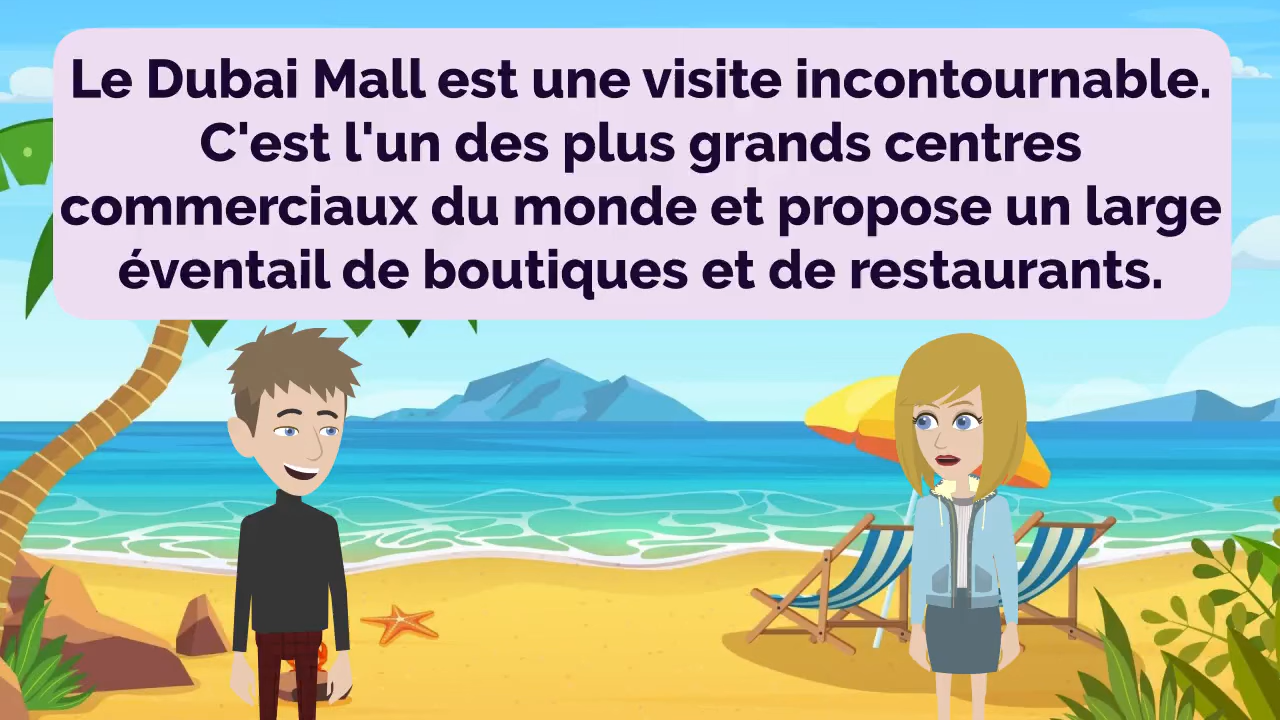 Le Dubai Mall est une visite incontournable.
C'est l'un des plus grands centres
commerciaux du monde et propose un large
éventail de boutiques et de restaurants.